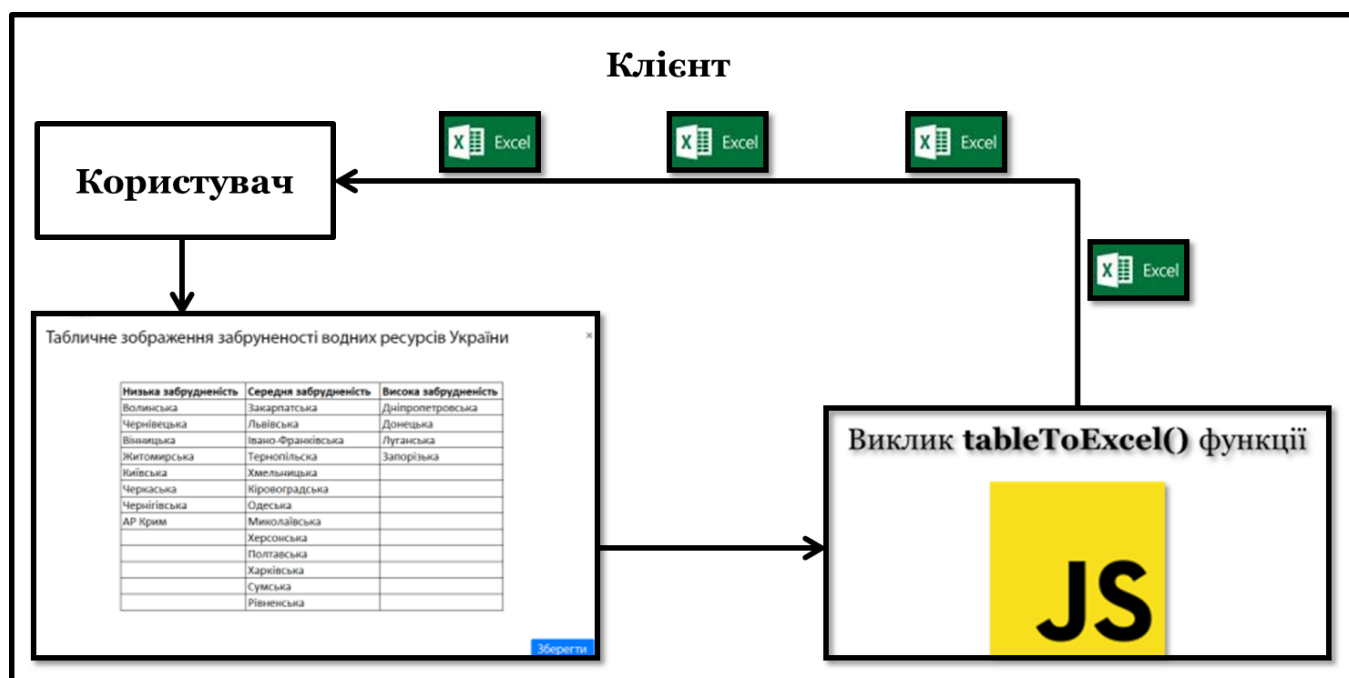 Клієнт
Excel Excel Excel
Користувач
Excel
Табличне зображення забруненості водних ресурсів України ×
Низька забрудненість Середня забрудненість Висока забрудненість
Волинська Закарпатська Дніпропетровська
Чернівецька Львівська Донецька
Вінницька Івано-Франківська Луганська
Житомирська Тернопільска Запорізька
Київська Хмельницька
Черкаська Кіровоградська
Чернігівська Одеська
АР Крим Миколаївська
Херсонська
Полтавська
Харківська
Сумська
Рівненська
Зберегти
Виклик tableToExcel() функції
JS